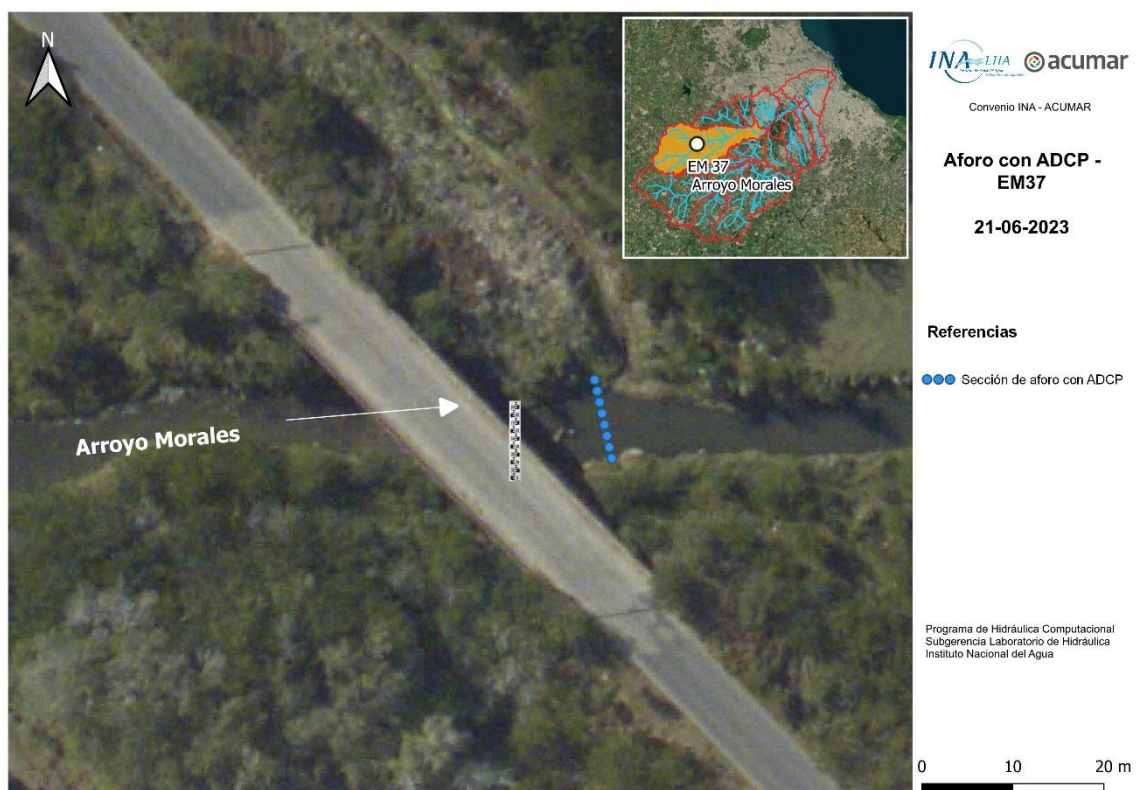 N
EM 37
Arroyo Morales
Arroyo Morales
INA LHA
acumar
Convenio INA - ACUMAR
Aforo con ADCP -
EM37
21-06-2023
Referencias
Sección de aforo con ADCP
Programa de Hidráulica Computacional
Subgerencia Laboratorio de Hidráulica
Instituto Nacional del Agua
0 10 20 m